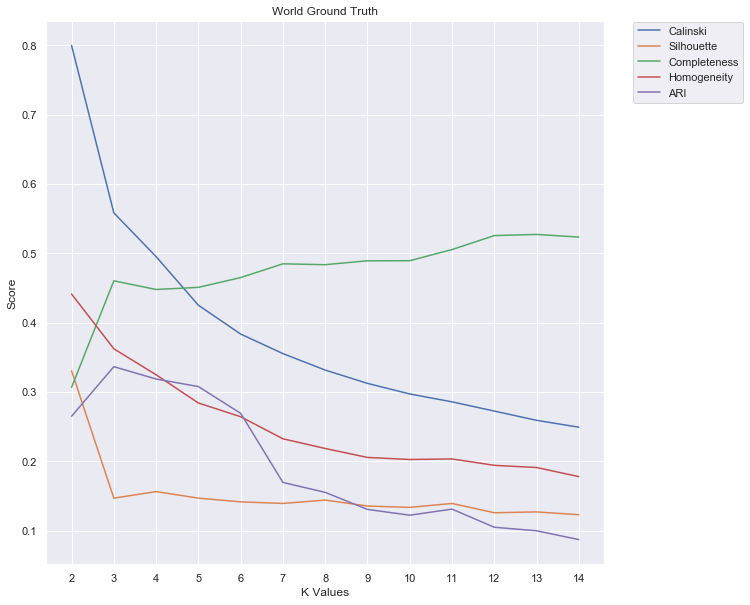 World Ground Truth
Calinski
Silhouette
Completeness
Homogeneity
ARI
Score
0.8
0.7
0.6
0.5
0.4
0.3
0.2
0.1
2 3 4 5 6 7 8 9 10 11 12 13 14
K Values